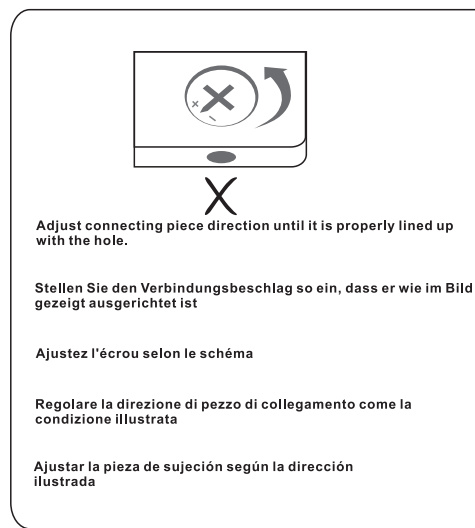 Adjust connecting piece direction until it is properly lined up
with the hole.
Stellen Sie den Verbindungsbeschlag so ein, dass er wie im Bild
gezeigt ausgerichtet ist
Ajustez l'écrou selon le schéma
Regolare la direzione di pezzo di collegamento come la
condizione illustrata
Ajustar la pieza de sujeción según la dirección
ilustrada